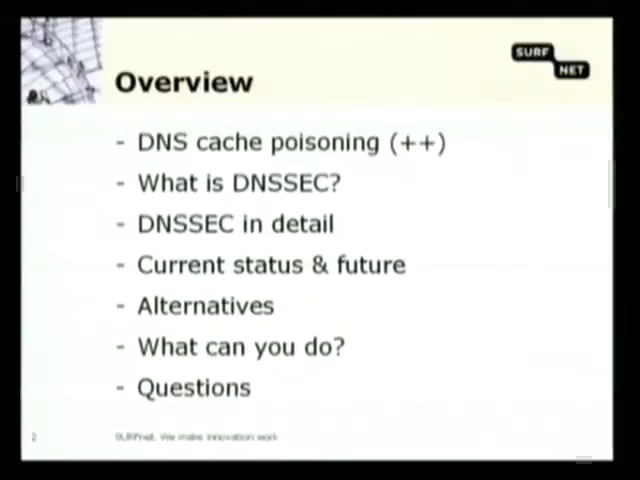 SURF
NET
Overview
- DNS cache poisoning (++)
- What is DNSSEC?
- DNSSEC in detail
- Current status & future
- Alternatives
- What can you do?
- Questions
2
SURFnet. We make innovation work